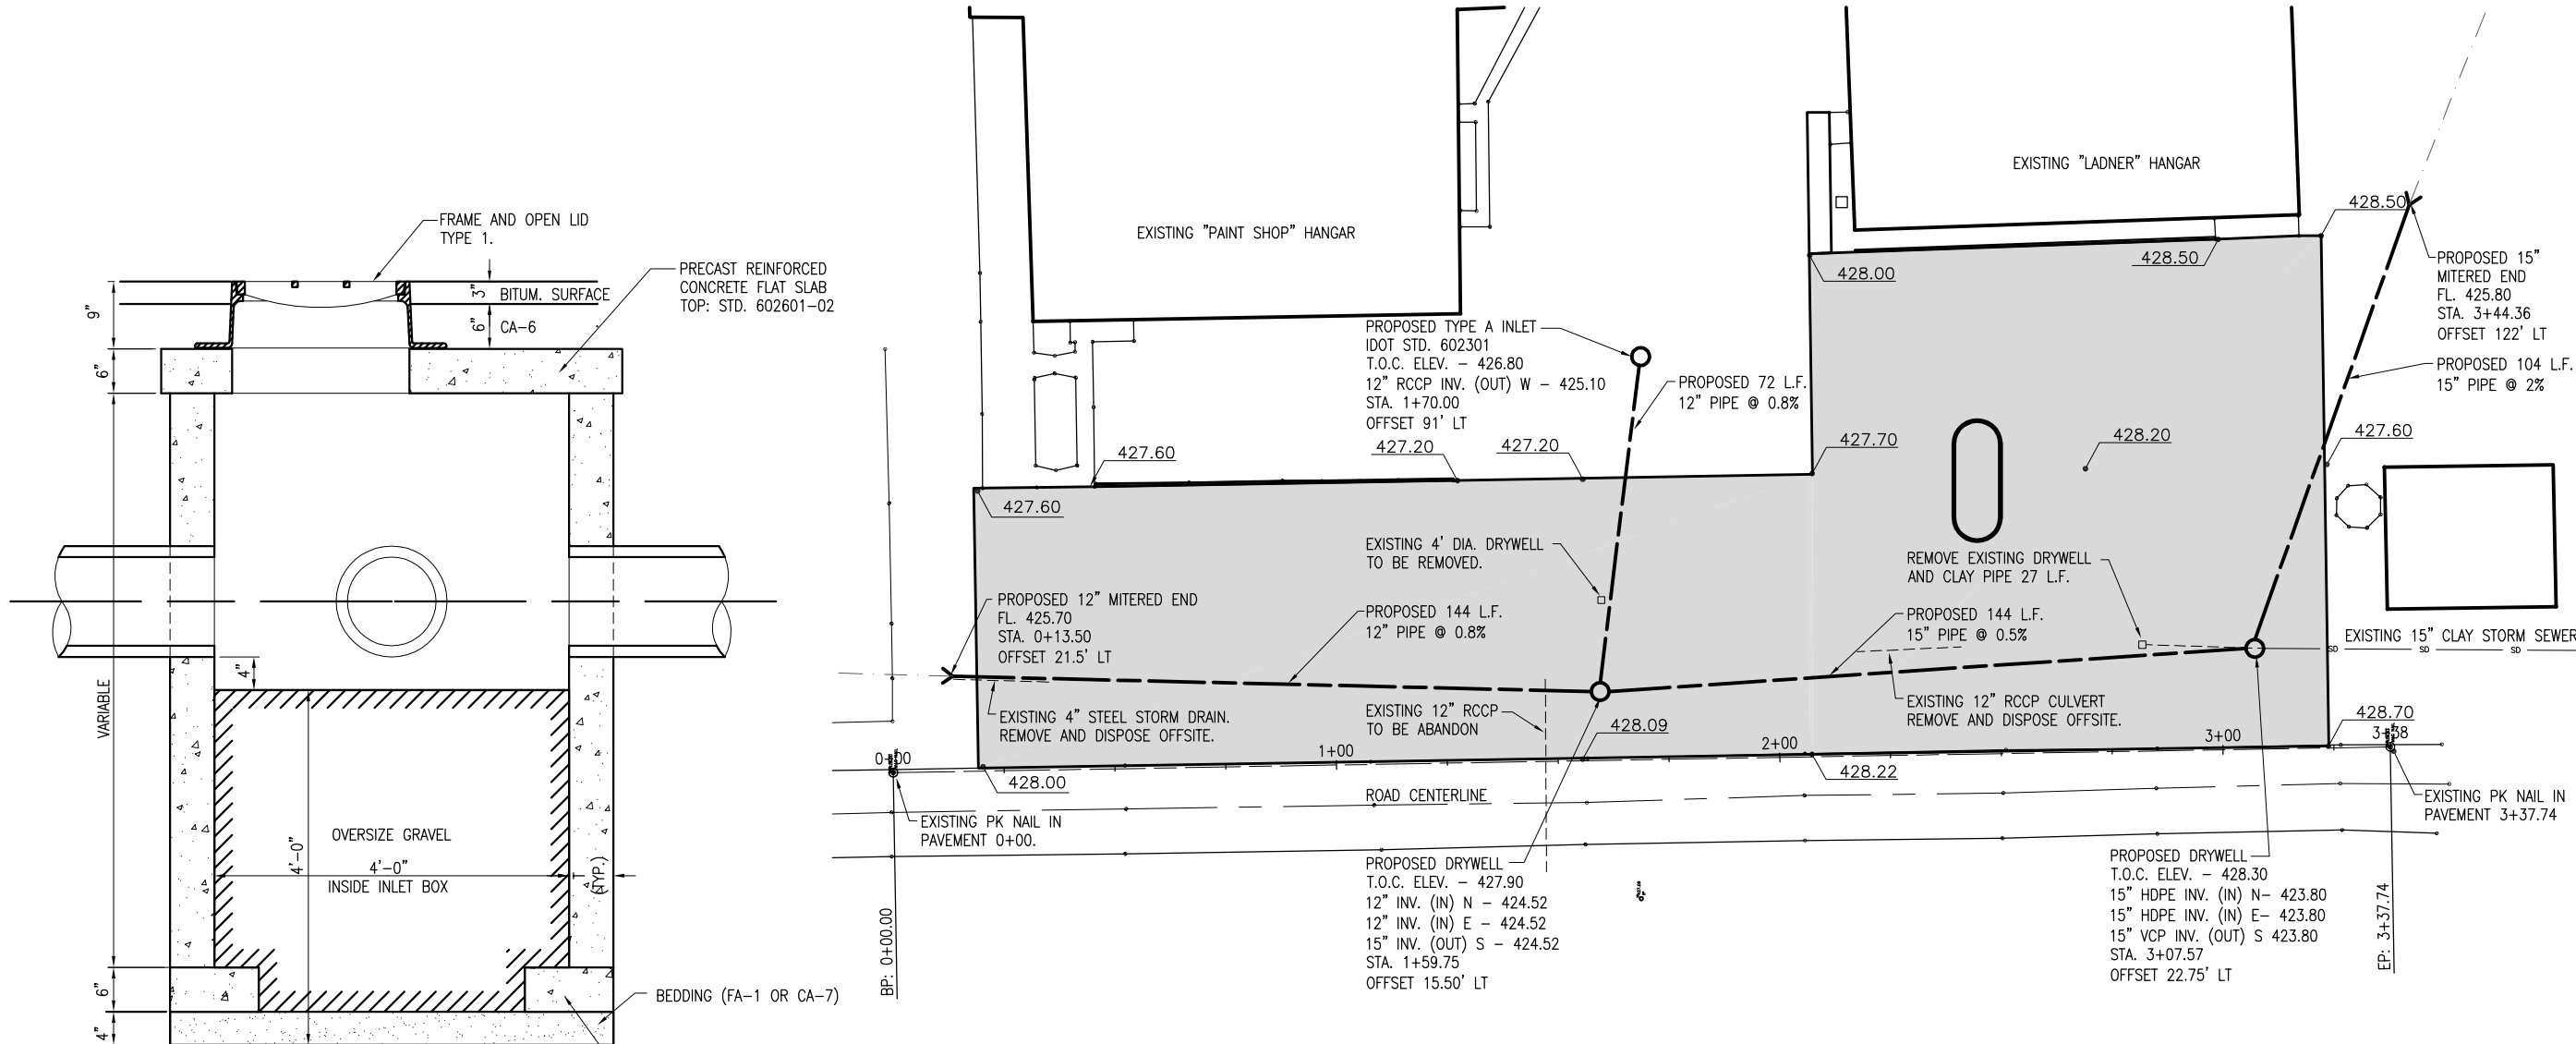 FRAME AND OPEN LID
TYPE 1.
PRECAST REINFORCED
CONCRETE FLAT SLAB
TOP: STD. 602601-02
3"
BITUM. SURFACE
9"
6"
CA-6
6"
VARIABLE
4"
OVERSIZE GRAVEL
4'-0"
4'-0"
INSIDE INLET BOX
(TYP.)
6"
4"
BEDDING (FA-1 OR CA-7)
EXISTING "PAINT SHOP" HANGAR
EXISTING "LADNER" HANGAR
428.50
428.50
428.00
PROPOSED 15"
MITERED END
FL. 425.80
STA. 3+44.36
OFFSET 122' LT
PROPOSED 104 L.F.
15" PIPE @ 2%
PROPOSED TYPE A INLET
IDOT STD. 602301
T.O.C. ELEV. - 426.80
12" RCCP INV. (OUT) W - 425.10
STA. 1+70.00
OFFSET 91' LT
PROPOSED 72 L.F.
12" PIPE @ 0.8%
427.60
427.20
427.20
427.70
428.20
427.60
427.60
EXISTING 4' DIA. DRYWELL
TO BE REMOVED.
REMOVE EXISTING DRYWELL
AND CLAY PIPE 27 L.F.
PROPOSED 12" MITERED END
FL. 425.70
STA. 0+13.50
OFFSET 21.5' LT
PROPOSED 144 L.F.
12" PIPE @ 0.8%
PROPOSED 144 L.F.
15" PIPE @ 0.5%
EXISTING 15" CLAY STORM SEWER
SD
SD
SD
EXISTING 4" STEEL STORM DRAIN.
REMOVE AND DISPOSE OFFSITE.
EXISTING 12" RCCP
TO BE ABANDON
EXISTING 12" RCCP CULVERT
REMOVE AND DISPOSE OFFSITE.
428.09
428.70
0+00
1+00
2+00
3+00
3+38
428.00
428.22
ROAD CENTERLINE
EXISTING PK NAIL IN
PAVEMENT 0+00.
EXISTING PK NAIL IN
PAVEMENT 3+37.74
BP: 0+00.00
EP: 3+37.74
PROPOSED DRYWELL
T.O.C. ELEV. - 427.90
12" INV. (IN) N - 424.52
12" INV. (IN) E - 424.52
15" INV. (OUT) S - 424.52
STA. 1+59.75
OFFSET 15.50' LT
PROPOSED DRYWELL
T.O.C. ELEV. - 428.30
15" HDPE INV. (IN) N- 423.80
15" HDPE INV. (IN) E- 423.80
15" VCP INV. (OUT) S 423.80
STA. 3+07.57
OFFSET 22.75' LT